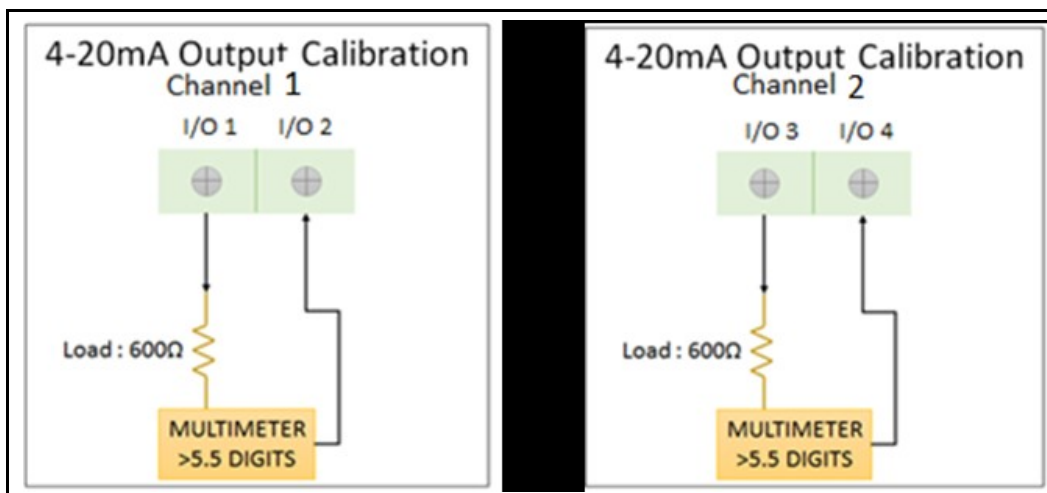 4-20mA Output Calibration
Channel 1
I/O 1 I/O 2
Load : 600Ω
MULTIMETER
>5.5 DIGITS
4-20mA Output Calibration
Channel 2
I/O 3 I/O 4
Load : 600Ω
MULTIMETER
>5.5 DIGITS